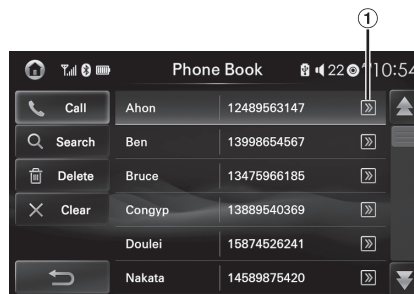 1
Phone Book 22 10:54
Call Ahon 12489563147
Search Ben 13998654567
Delete Bruce 13475966185
Clear Congyp 13889540369
Doulei 15874526241
Nakata 14589875420